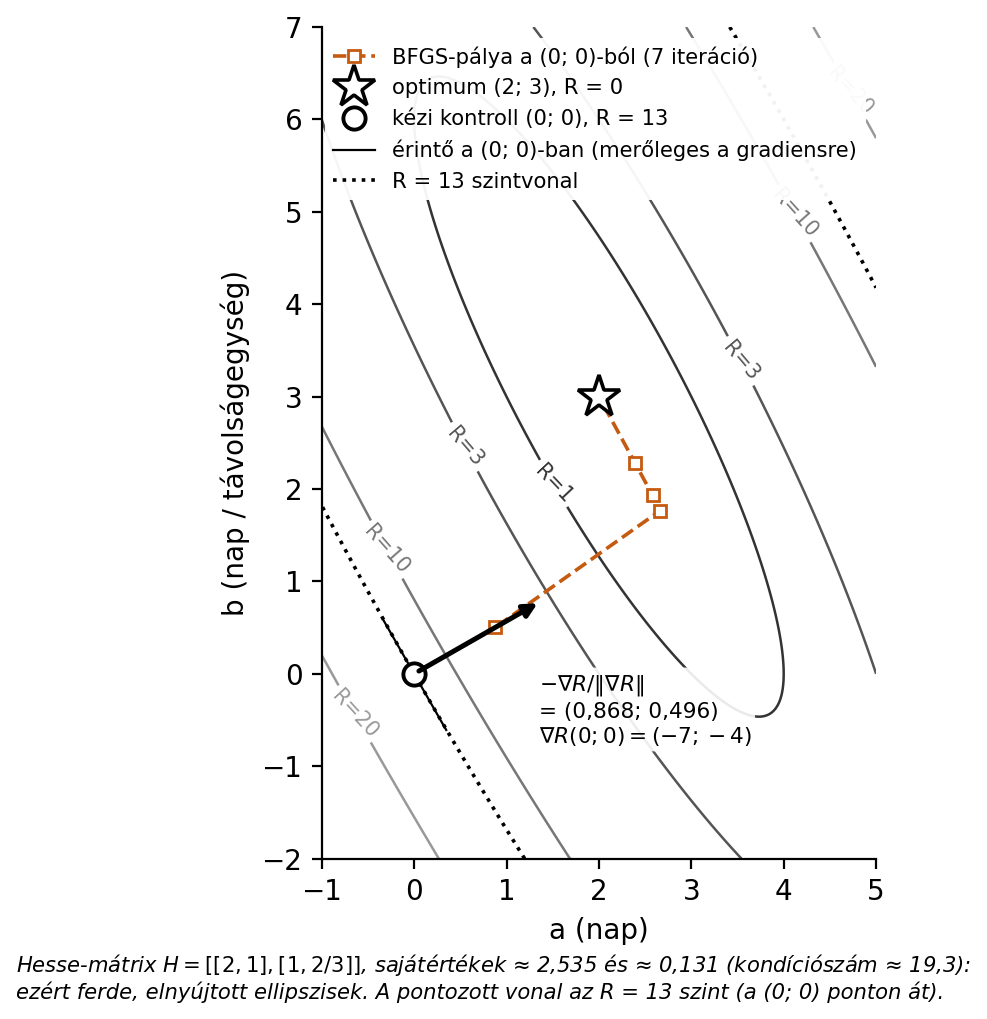 7
6
5
4
3
2
1
0
−1
−2
b (nap / távolságegység)
BFGS-pálya a (0; 0)-ból (7 iteráció)
optimum (2; 3), R = 0
kézi kontroll (0; 0), R = 13
érintő a (0; 0)-ban (merőleges a gradiensre)
R = 13 szintvonal
R=20
R=10
R=3
R=3
R=1
R=10
R=20
−∇R/‖∇R‖
= (0,868; 0,496)
∇R(0; 0) = (−7; −4)
−1
0
1
2
3
4
5
a (nap)
Hesse-mátrix H = [[2, 1], [1, 2/3]], sajátértékek ≈ 2,535 és ≈ 0,131 (kondíciószám ≈ 19,3):
ezért ferde, elnyújtott ellipszisek. A pontozott vonal az R = 13 szint (a (0; 0) ponton át).